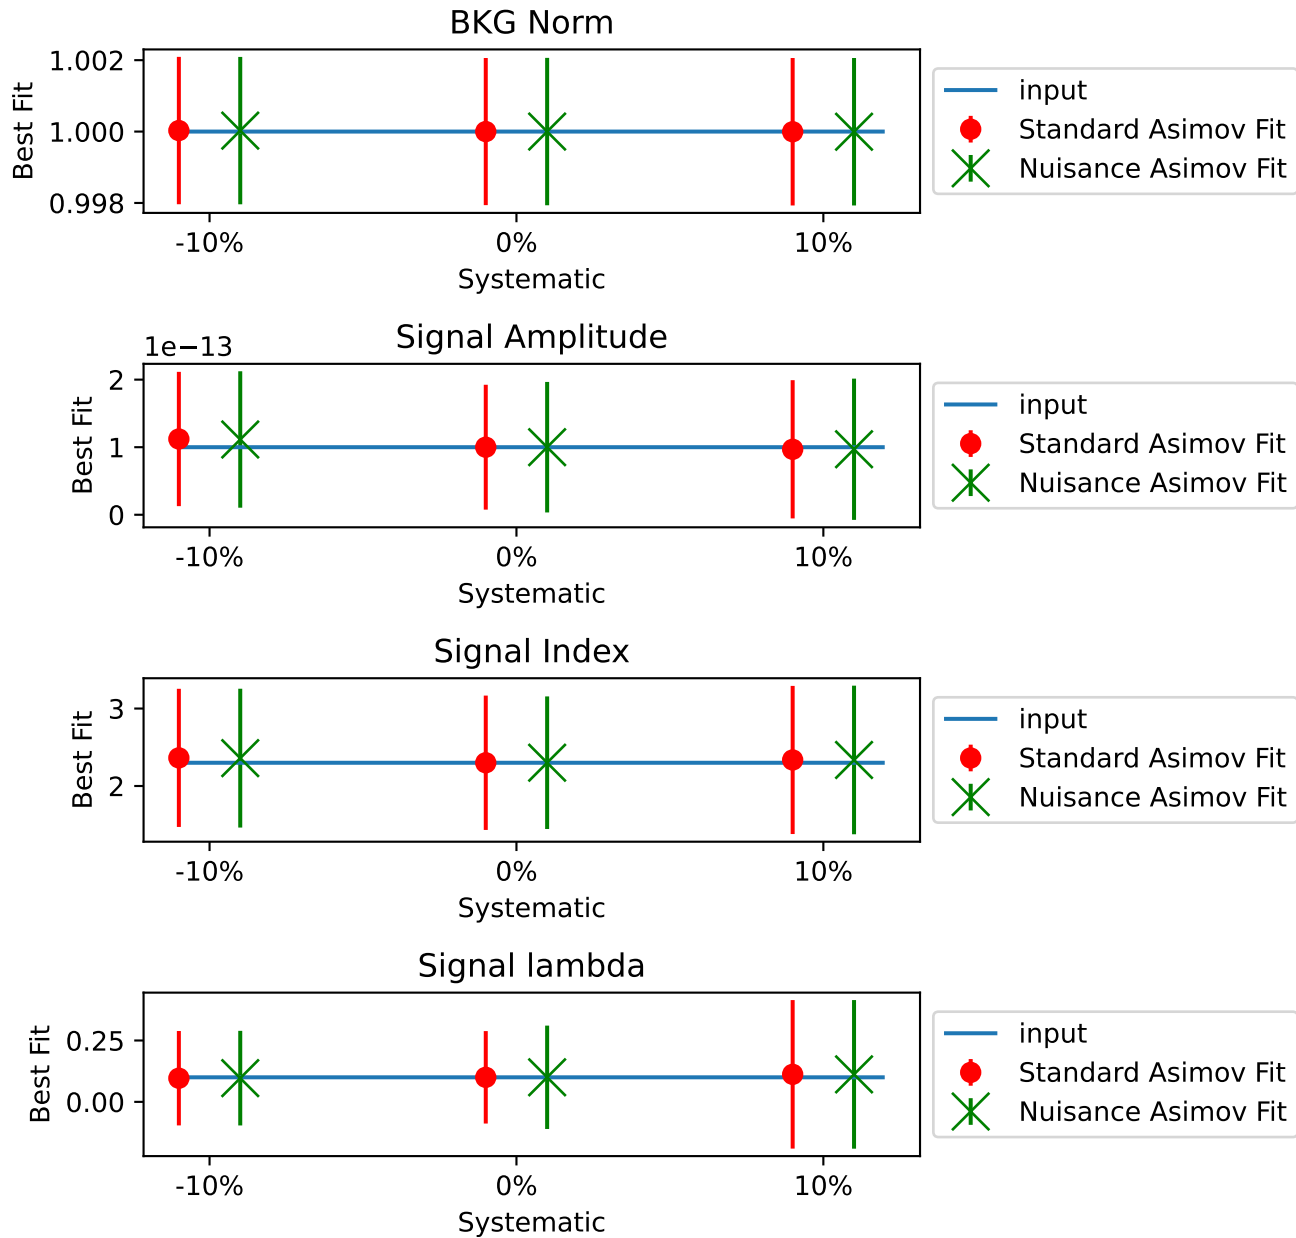 BKG Norm
Best Fit
1.002
1.000
0.998
-10%
0%
10%
Systematic
input
Standard Asimov Fit
Nuisance Asimov Fit
Signal Amplitude
1e−13
Best Fit
2
1
0
-10%
0%
10%
Systematic
input
Standard Asimov Fit
Nuisance Asimov Fit
Signal Index
Best Fit
3
2
-10%
0%
10%
Systematic
input
Standard Asimov Fit
Nuisance Asimov Fit
Signal lambda
Best Fit
0.25
0.00
-10%
0%
10%
Systematic
input
Standard Asimov Fit
Nuisance Asimov Fit